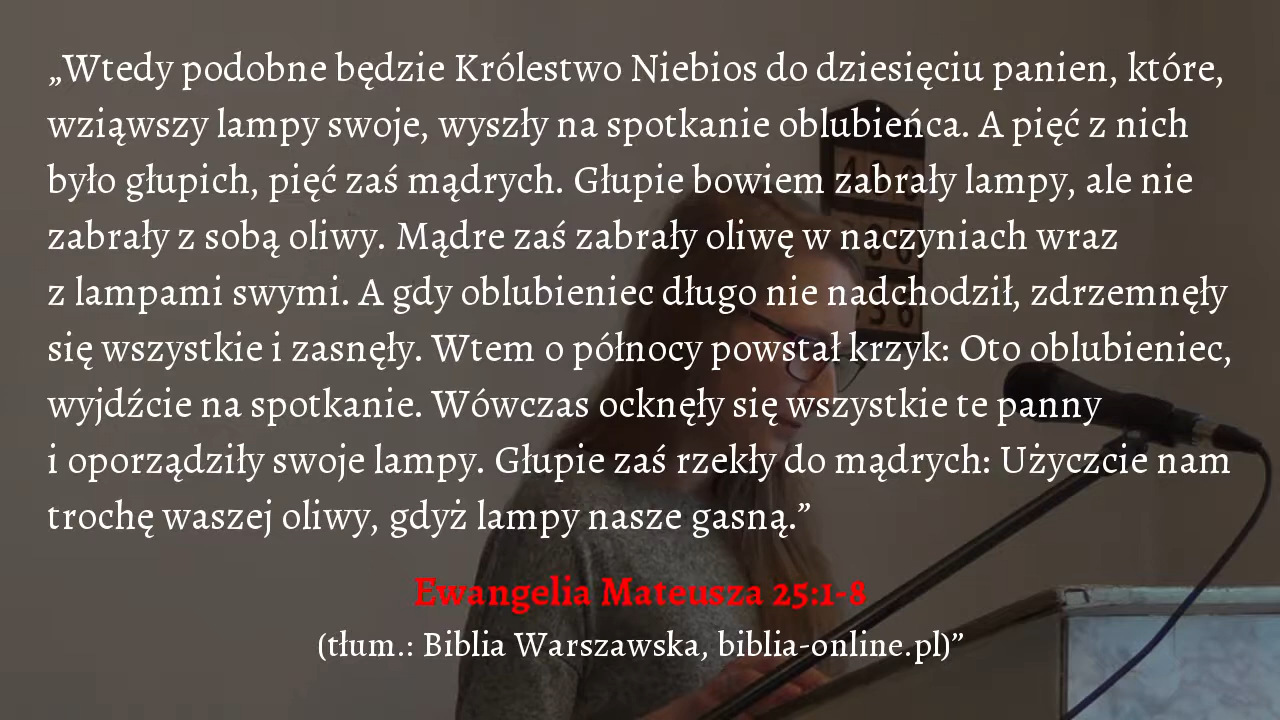 „Wtedy podobne będzie Królestwo Niebios do dziesięciu panien, które,
wziąwszy lampy swoje, wyszły na spotkanie oblubieńca. A pięć z nich
było głupich, pięć zaś mądrych. Głupie bowiem zabrały lampy, ale nie
zabrały z sobą oliwy. Mądre zaś zabrały oliwę w naczyniach wraz
z lampami swymi. A gdy oblubieniec długo nie nadchodził, zdrzemnęły
się wszystkie i zasnęły. Wtem o północy powstał krzyk: Oto oblubieniec,
wyjdźcie na spotkanie. Wówczas ocknęły się wszystkie te panny
i oporządziły swoje lampy. Głupie zaś rzekły do mądrych: Użyczcie nam
trochę waszej oliwy, gdyż lampy nasze gasną.”
Ewangelia Mateusza 25:1-8
(tłum.: Biblia Warszawska, biblia-online.pl)”